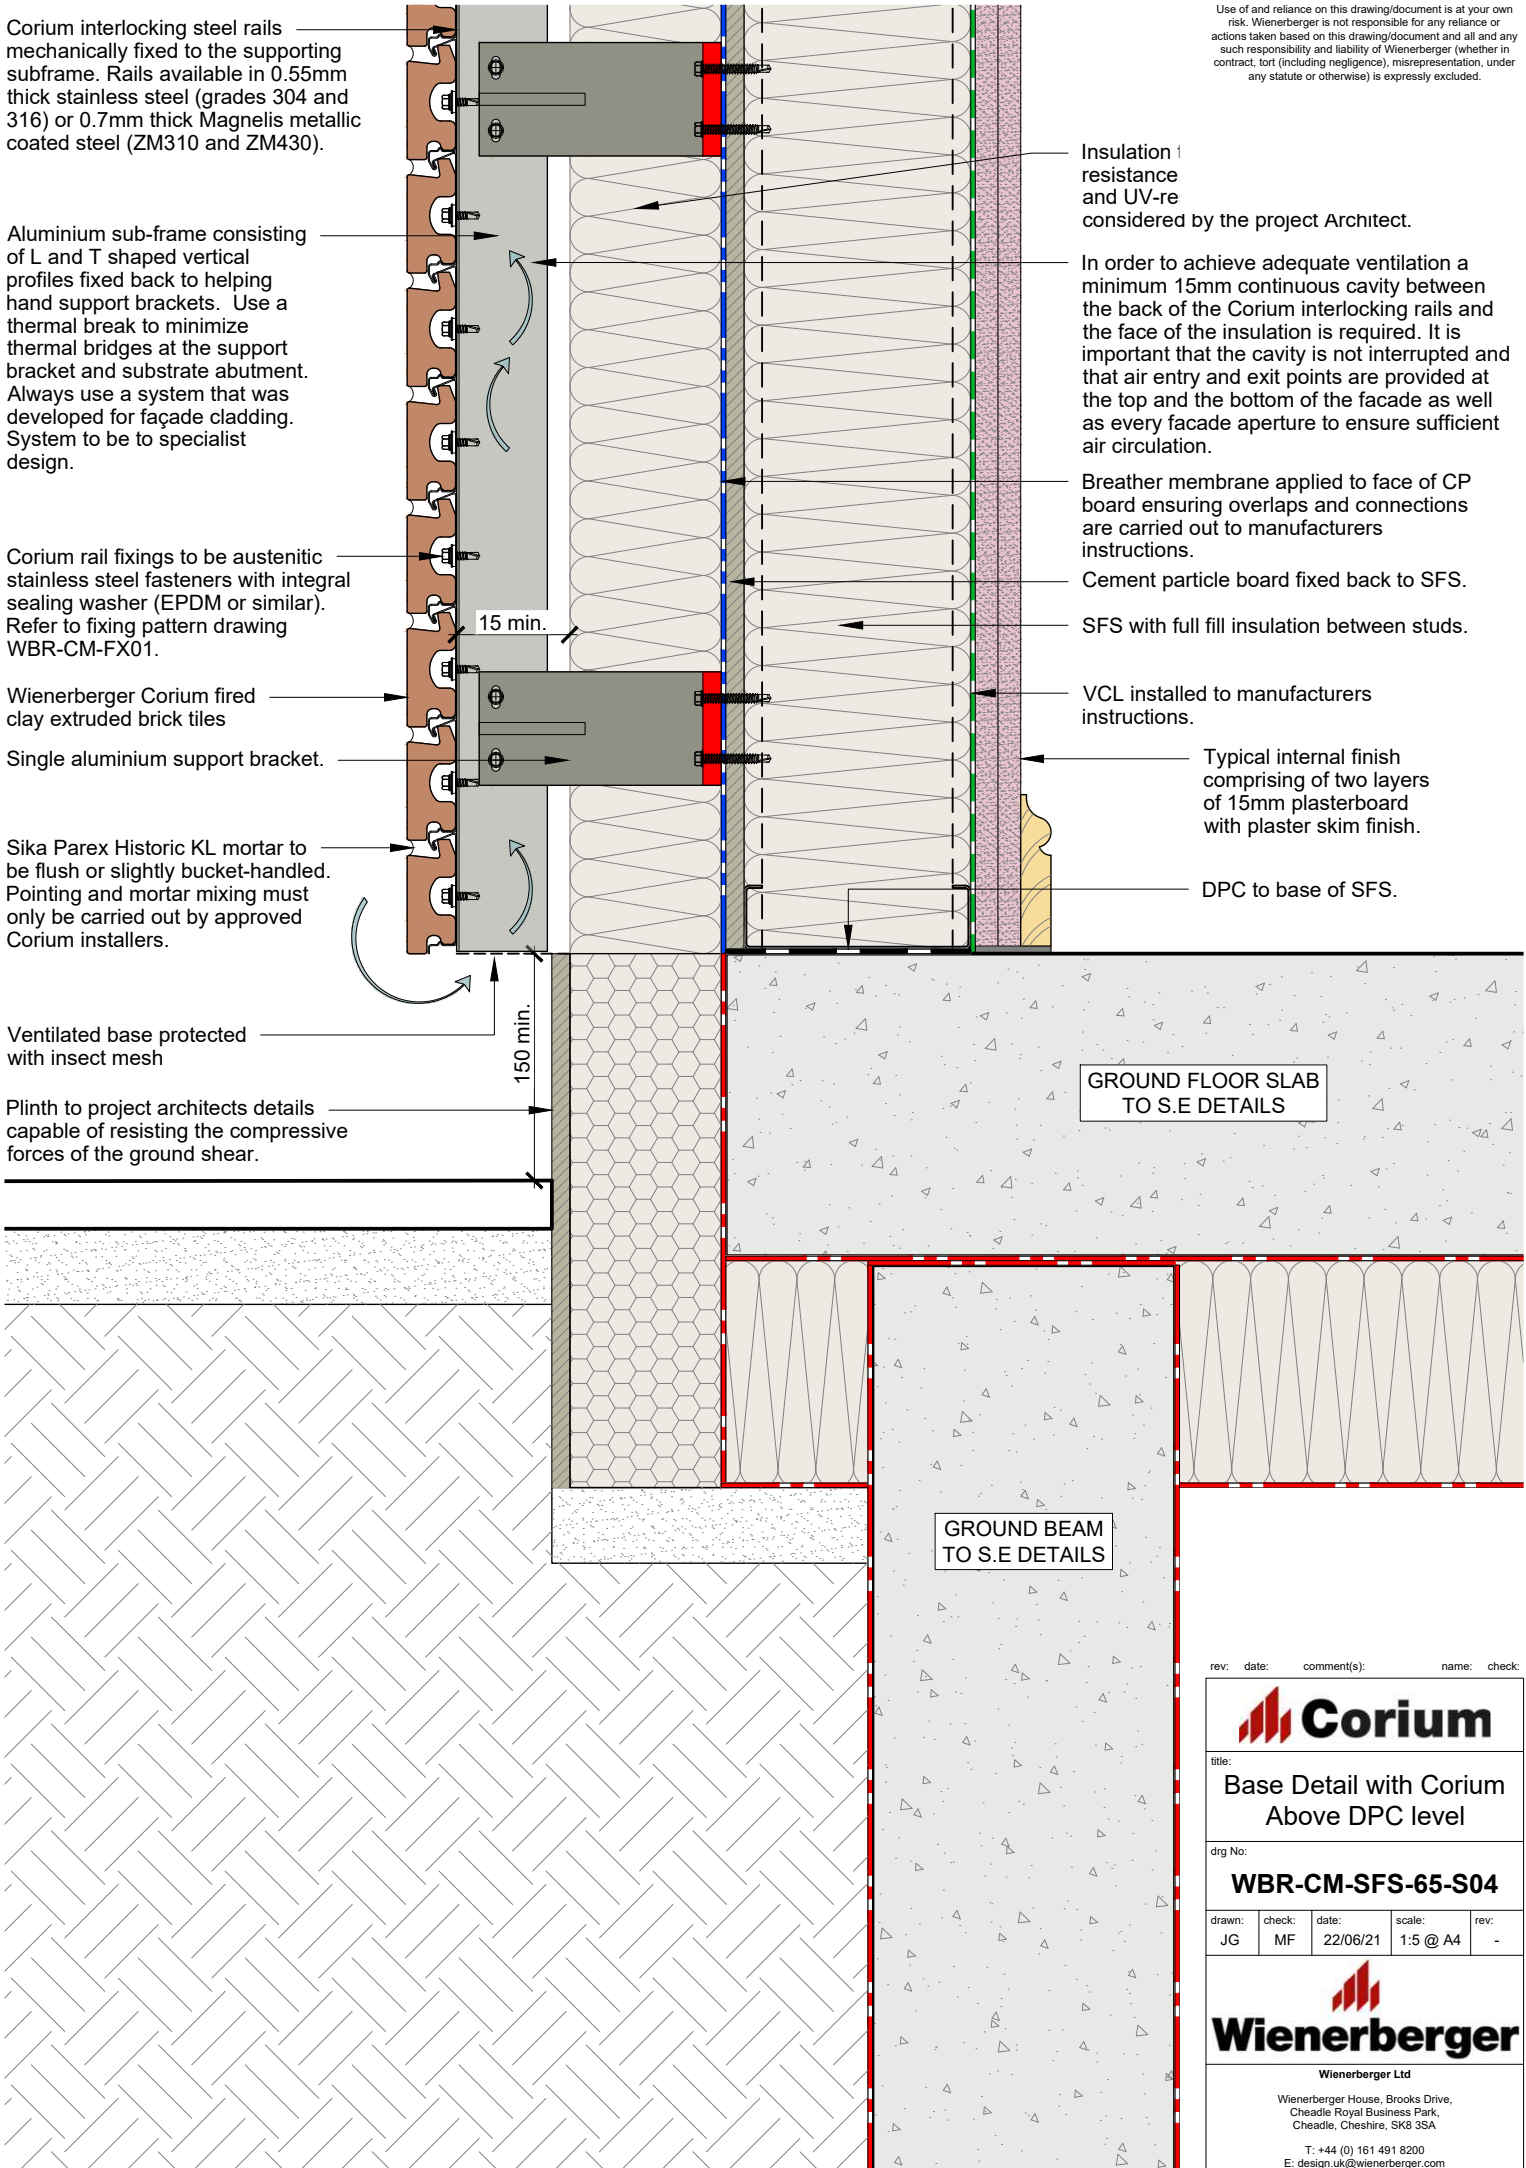 Corium interlocking steel rails
mechanically fixed to the supporting
subframe. Rails available in 0.55mm
thick stainless steel (grades 304 and
316) or 0.7mm thick Magnelis metallic
coated steel (ZM310 and ZM430).
Aluminium sub-frame consisting
of L and T shaped vertical
profiles fixed back to helping
hand support brackets. Use a
thermal break to minimize
thermal bridges at the support
bracket and substrate abutment.
Always use a system that was
developed for façade cladding.
System to be to specialist
design.
Corium rail fixings to be austenitic
stainless steel fasteners with integral
sealing washer (EPDM or similar).
Refer to fixing pattern drawing
WBR-CM-FX01.
Wienerberger Corium fired
clay extruded brick tiles
Single aluminium support bracket.
Sika Parex Historic KL mortar to
be flush or slightly bucket-handled.
Pointing and mortar mixing must
only be carried out by approved
Corium installers.
Ventilated base protected
with insect mesh
Plinth to project architects details
capable of resisting the compressive
forces of the ground shear.
15 min.
150 min.
Use of and reliance on this drawing/document is at your own
risk. Wienerberger is not responsible for any reliance or
actions taken based on this drawing/document and all and any
such responsibility and liability of Wienerberger (whether in
contract, tort (including negligence), misrepresentation, under
any statute or otherwise) is expressly excluded.
Insulation
resistance
and
considered by the project Architect.
In order to achieve adequate ventilation a
minimum 15mm continuous cavity between
the back of the Corium interlocking rails and
the face of the insulation is required. It is
important that the cavity is not interrupted and
that air entry and exit points are provided at
the top and the bottom of the facade as well
as every facade aperture to ensure sufficient
air circulation.
Breather membrane applied to face of CP
board ensuring overlaps and connections
are carried out to manufacturers
instructions.
Cement particle board fixed back to SFS.
SFS with full fill insulation between studs.
VCL installed to manufacturers
instructions.
Typical internal finish
comprising of two layers
of 15mm plasterboard
with plaster skim finish.
DPC to base of SFS.
GROUND FLOOR SLAB
TO S.E DETAILS
GROUND BEAM
TO S.E DETAILS
rev: date: comment(s): name: check:
Corium
title:
Base Detail with Corium
Above DPC level
drg No:
WBR-CM-SFS-65-S04
drawn: check: date: scale: rev:
JG MF 22/06/21 1:5 @ A4 -
Wienerberger
Wienerberger Ltd
Wienerberger House, Brooks Drive,
Cheadle Royal Business Park,
Cheadle, Cheshire, SK8 3SA
T: +44 (0) 161 491 8200
E: design.uk@wienerberger.com